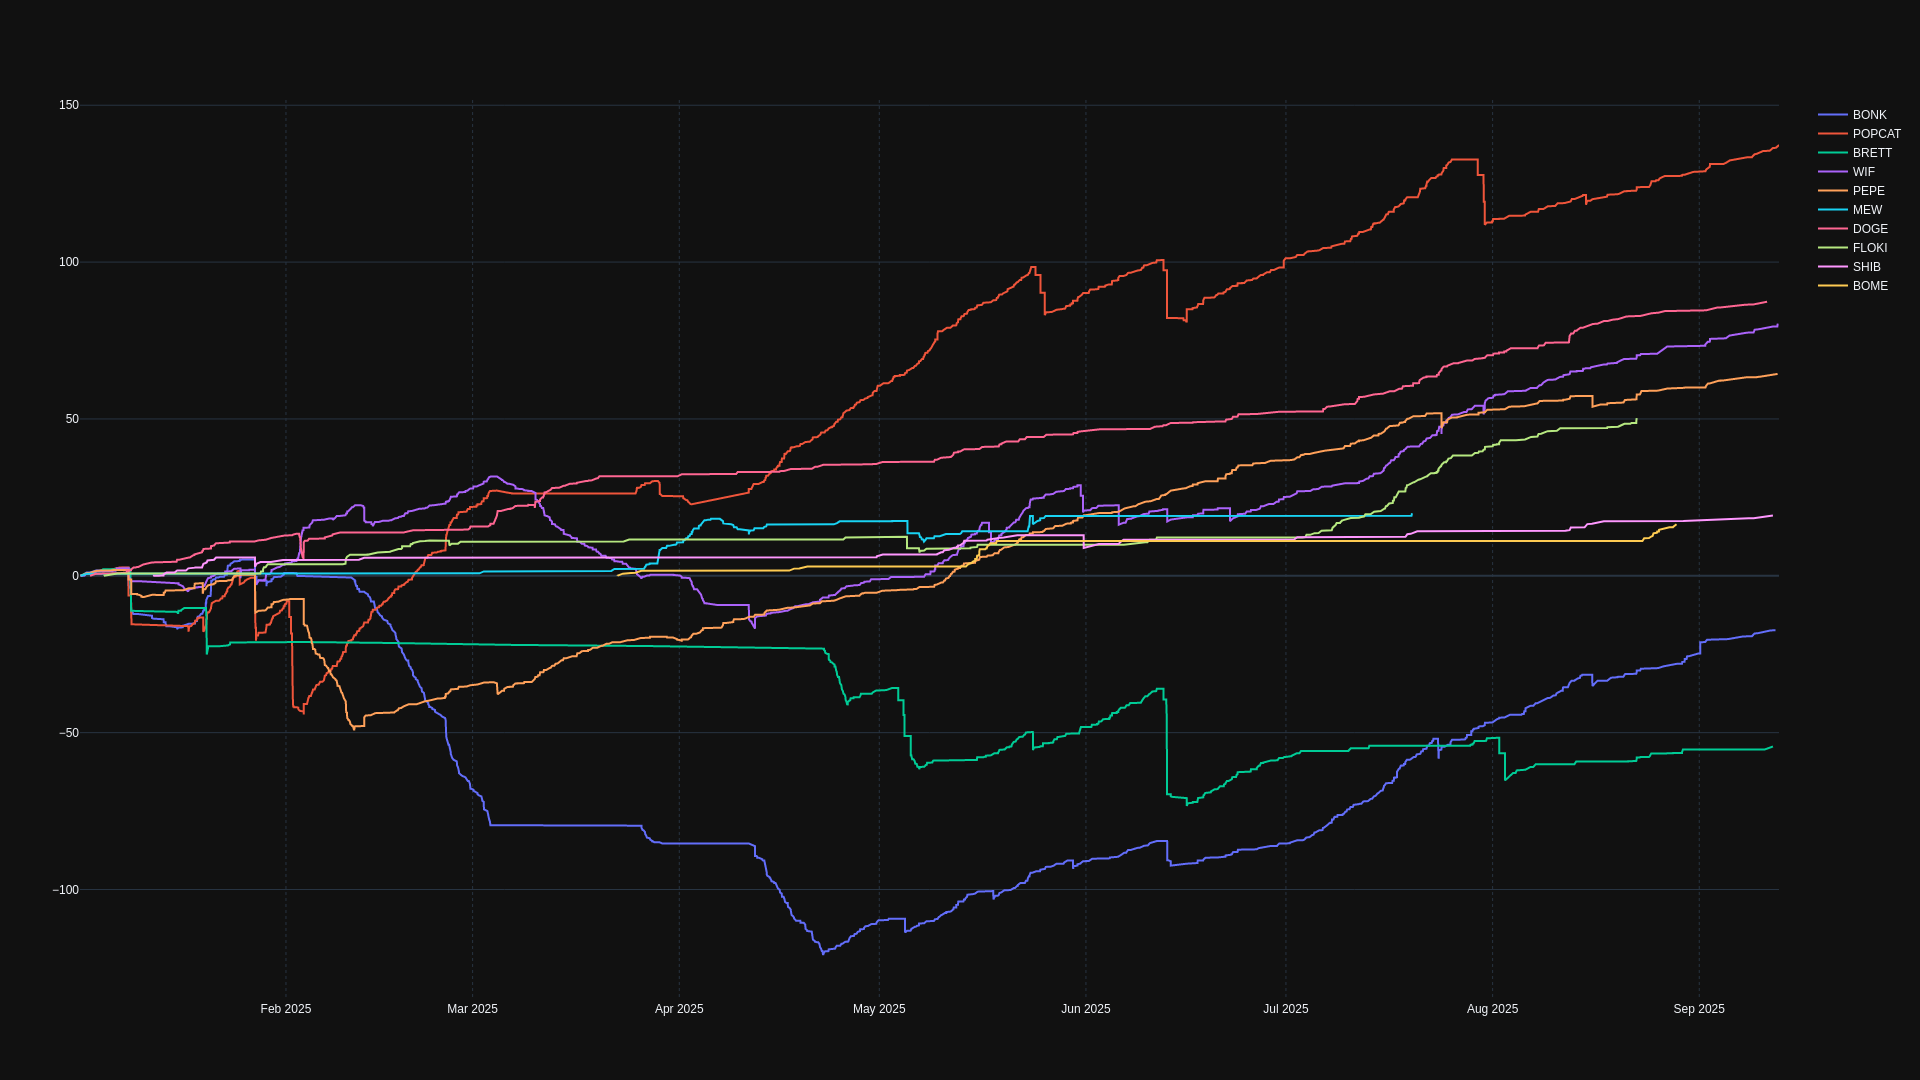 150
100
50
0
−50
−100
Feb 2025
Mar 2025
Apr 2025
May 2025
Jun 2025
Jul 2025
Aug 2025
Sep 2025
BONK
POPCAT
BRETT
WIF
PEPE
MEW
DOGE
FLOKI
SHIB
BOME